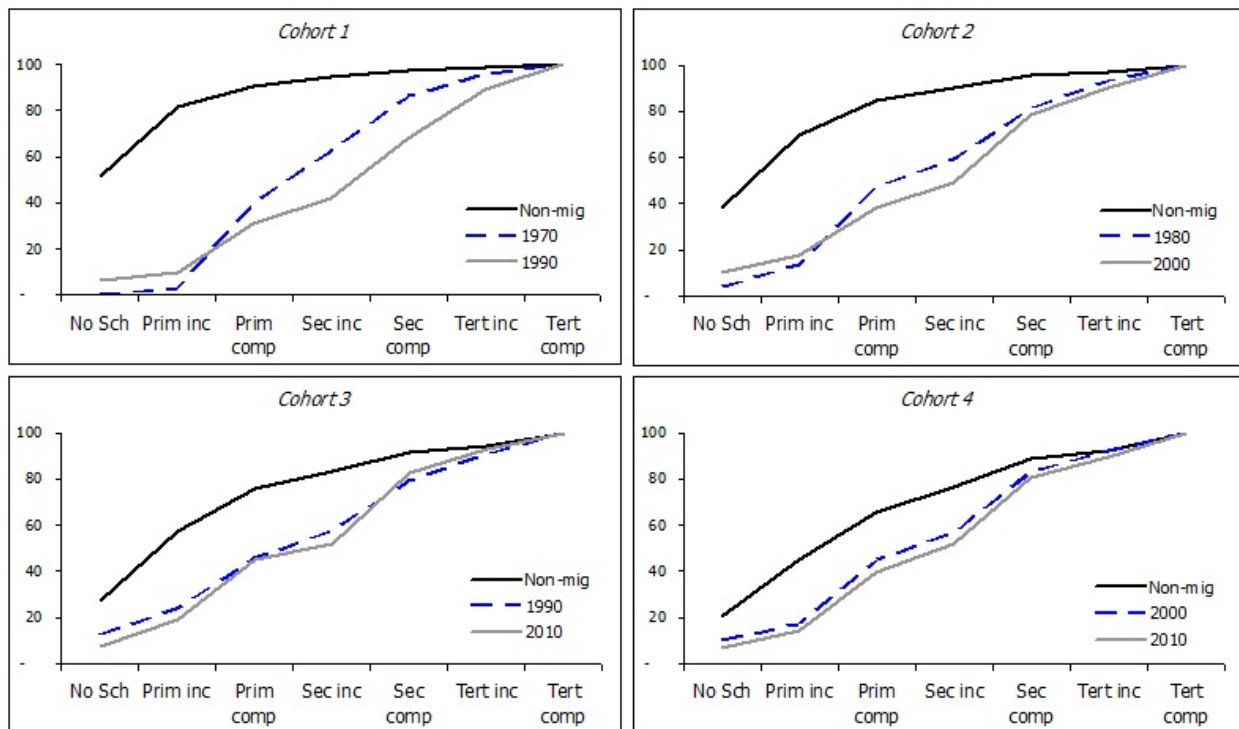 Cohort 1
100
80
60
40
20
-
Non-mig
1970
1990
No Sch Prim inc Prim comp Sec inc Sec comp Tert inc Tert comp
Cohort 2
100
80
60
40
20
-
Non-mig
1980
2000
No Sch Prim inc Prim comp Sec inc Sec comp Tert inc Tert comp
Cohort 3
100
80
60
40
20
-
Non-mig
1990
2010
No Sch Prim inc Prim comp Sec inc Sec comp Tert inc Tert comp
Cohort 4
100
80
60
40
20
-
Non-mig
2000
2010
No Sch Prim inc Prim comp Sec inc Sec comp Tert inc Tert comp